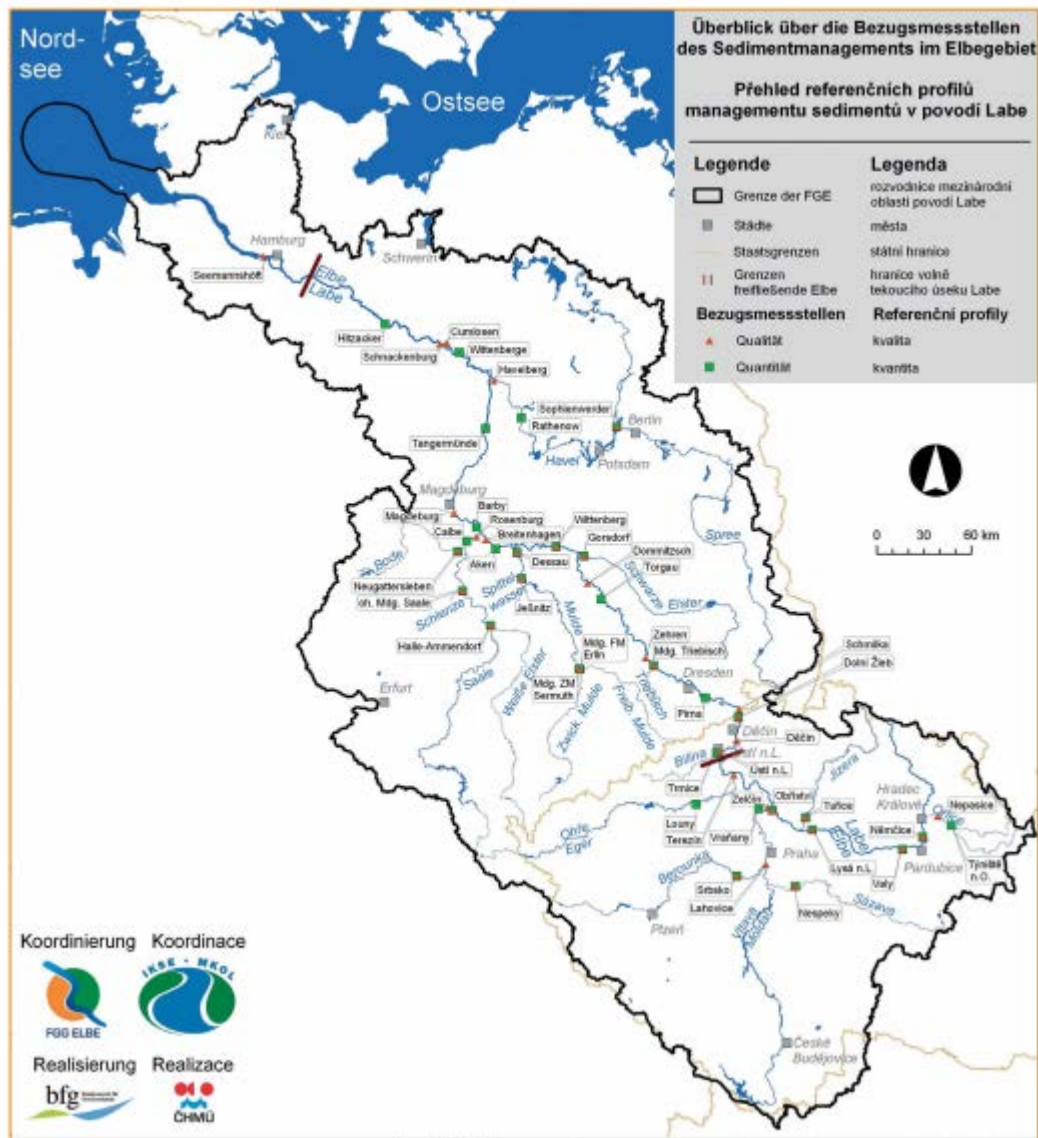 Nord-
see
Ostsee
Kiel
Überblick über die Bezugsmessstellen
des Sedimentmanagements im Elbegebiet
Přehled referenčních profilů
managementu sedimentů v povodí Labe
Legende
Legenda
Grenze der FGE
rozvodnice mezinárodní
oblasti povodí Labe
Städte
města
Staatsgrenzen
státní hranice
Grenzen
freifließende Elbe
hranice volně
tekoucího úseku Labe
Bezugsmessstellen
Referenční profily
Qualität
kvalita
Quantität
kvantita
Hamburg
Schwerin
Seemannshöft
Elbe
Labe
Hitzacker
Cumlosen
Schnackenburg
Wittenberge
Havelberg
Sophienwerder
Rathenow
Berlin
Tangermünde
Havel
Potsdam
Magdeburg
0 30 60 km
Barby
Magdeburg
Rosenburg
Wittenberg
Calbe
Breitenhagen
Gorsdorf
Bode
Aken
Dessau
Dommitzsch
Spree
Torgau
Neugattersleben
Schwarze
Elster
oh. Mdg. Saale
Schlenze
Spittel
wasser
Jeßnitz
Mulde
Halle-Ammendorf
Mdg. FM
Erlln
Zehren
Mdg. Triebisch
Schmilka
Dolní Žleb
Saale
Weiße Elster
Mdg. ZM
Sermuth
Triebisch
Dresden
Erfurt
Zwick. Mulde
Freib. Mulde
Pirna
Děčín
Děčín
Bílina
Ústí n.L.
Ústí n.L.
Trmice
Jizera
Zelčín
Obříství
Hradec
Králové
Tuřice
Orlice
Nepasice
Ohře
Eger
Louny
Terezín
Vraňany
Labe
Elbe
Němčice
Praha
Lysá n.L.
Valy
Pardubice
Týniště
n.O.
Berounka
Srbsko
Lahovice
Nespeky
Sázava
Plzeň
Vltava
Moldau
Koordinierung
Koordinace
IKSE - MKOL
FGG ELBE
České
Budějovice
Realisierung
Realizace
bfg
ČHMÚ